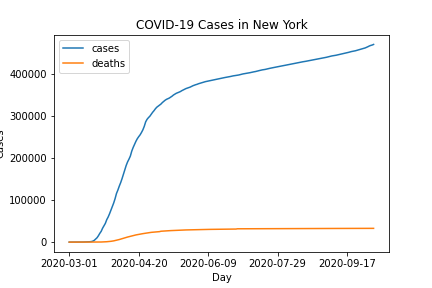 COVID-19 Cases in New York
cases
deaths
400000
300000
200000
100000
0
cases
2020-03-01 2020-04-20 2020-06-09 2020-07-29 2020-09-17
Day